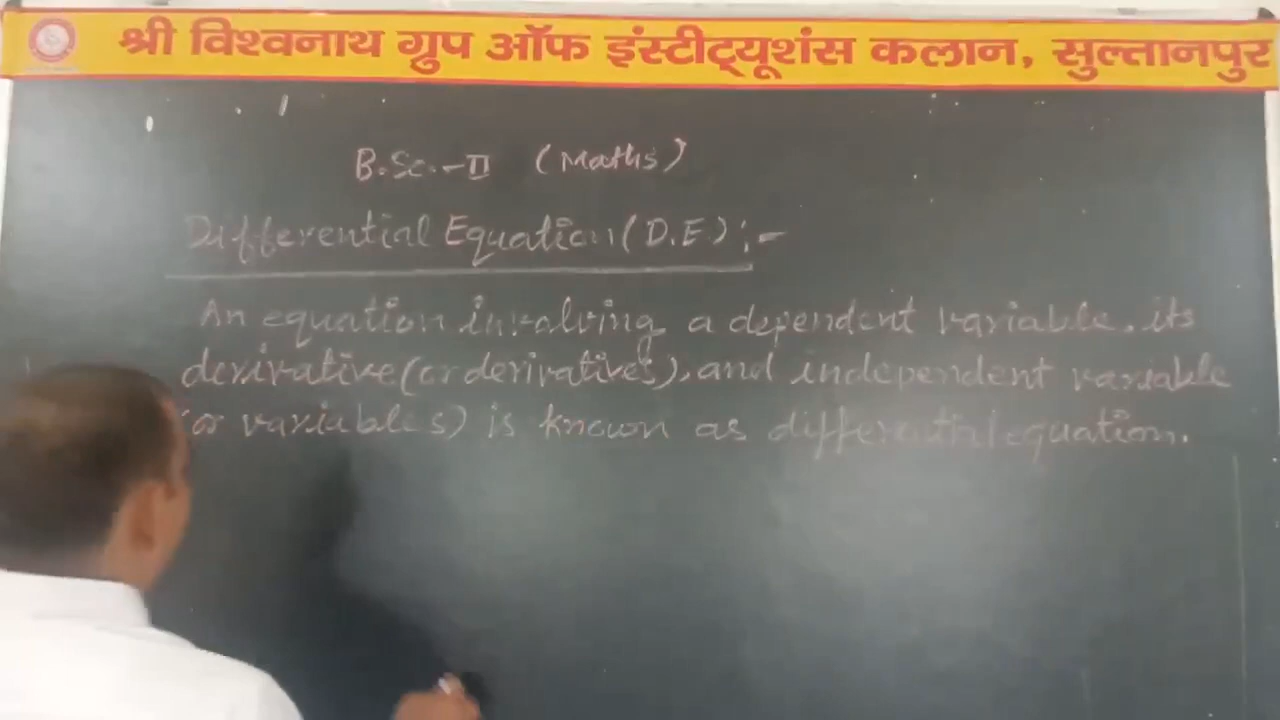 श्री विश्वनाथ ग्रुप ऑफ इंस्टीट्यूशंस कलान, सुल्तानपुर
B.Sc.-II (Maths)
Differential Equation (D.E.):-
An equation involving a dependent variable, its
derivative (or derivatives), and independent variable
(or variables) is known as differential equation.